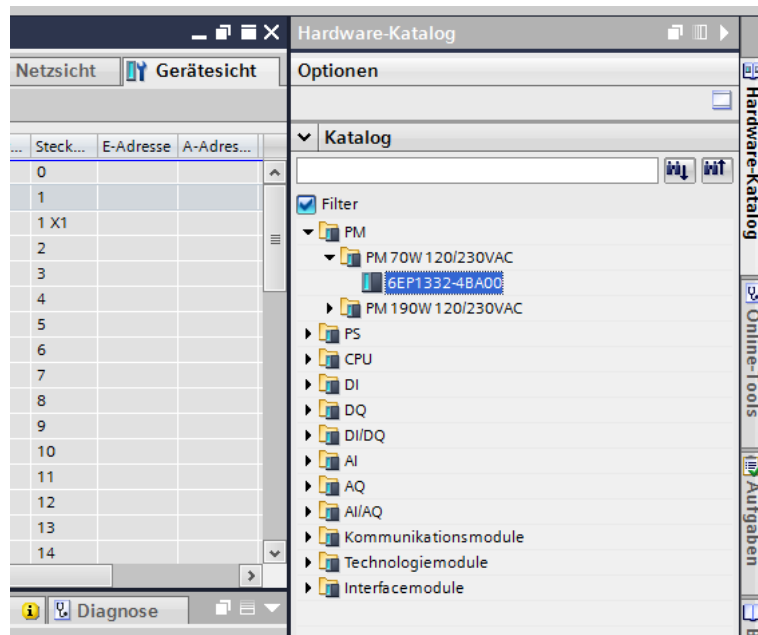 Hardware-Katalog
Netzsicht Gerätesicht
Optionen
... Steck... E-Adresse A-Adres...
0
1
1 X1
2
3
4
5
6
7
8
9
10
11
12
13
14
Diagnose
Katalog
Filter
PM
PM 70W 120/230VAC
6EP1332-4BA00
PM 190W 120/230VAC
PS
CPU
DI
DQ
DI/DQ
AI
AQ
AI/AQ
Kommunikationsmodule
Technologiemodule
Interfacemodule
Hardware-Katalog
Online-Tools
Aufgaben